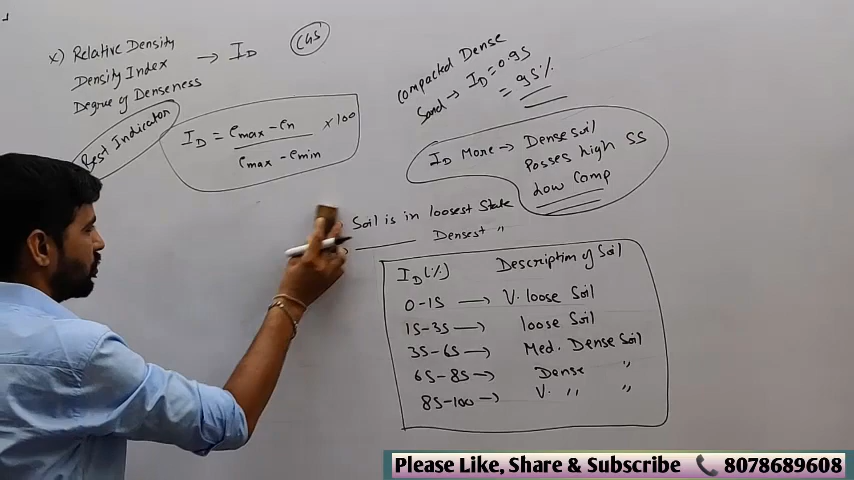 x) Relative Density
Density Index → ID
Degree of Denseness
CGS
Best Indicator
ID = emax - en × 100
emax - emin
compacted Dense
Sand → ID = 0.95
= 95%
ID More → Dense soil
Posses high SS
Low Comp
Soil is in loosest State
Densest "
ID (%) Description of Soil
0-15 → V. loose Soil
15-35 → loose Soil
35-65 → Med. Dense Soil
65-85 → Dense "
85-100 → V. " "
Please Like, Share & Subscribe 8078689608